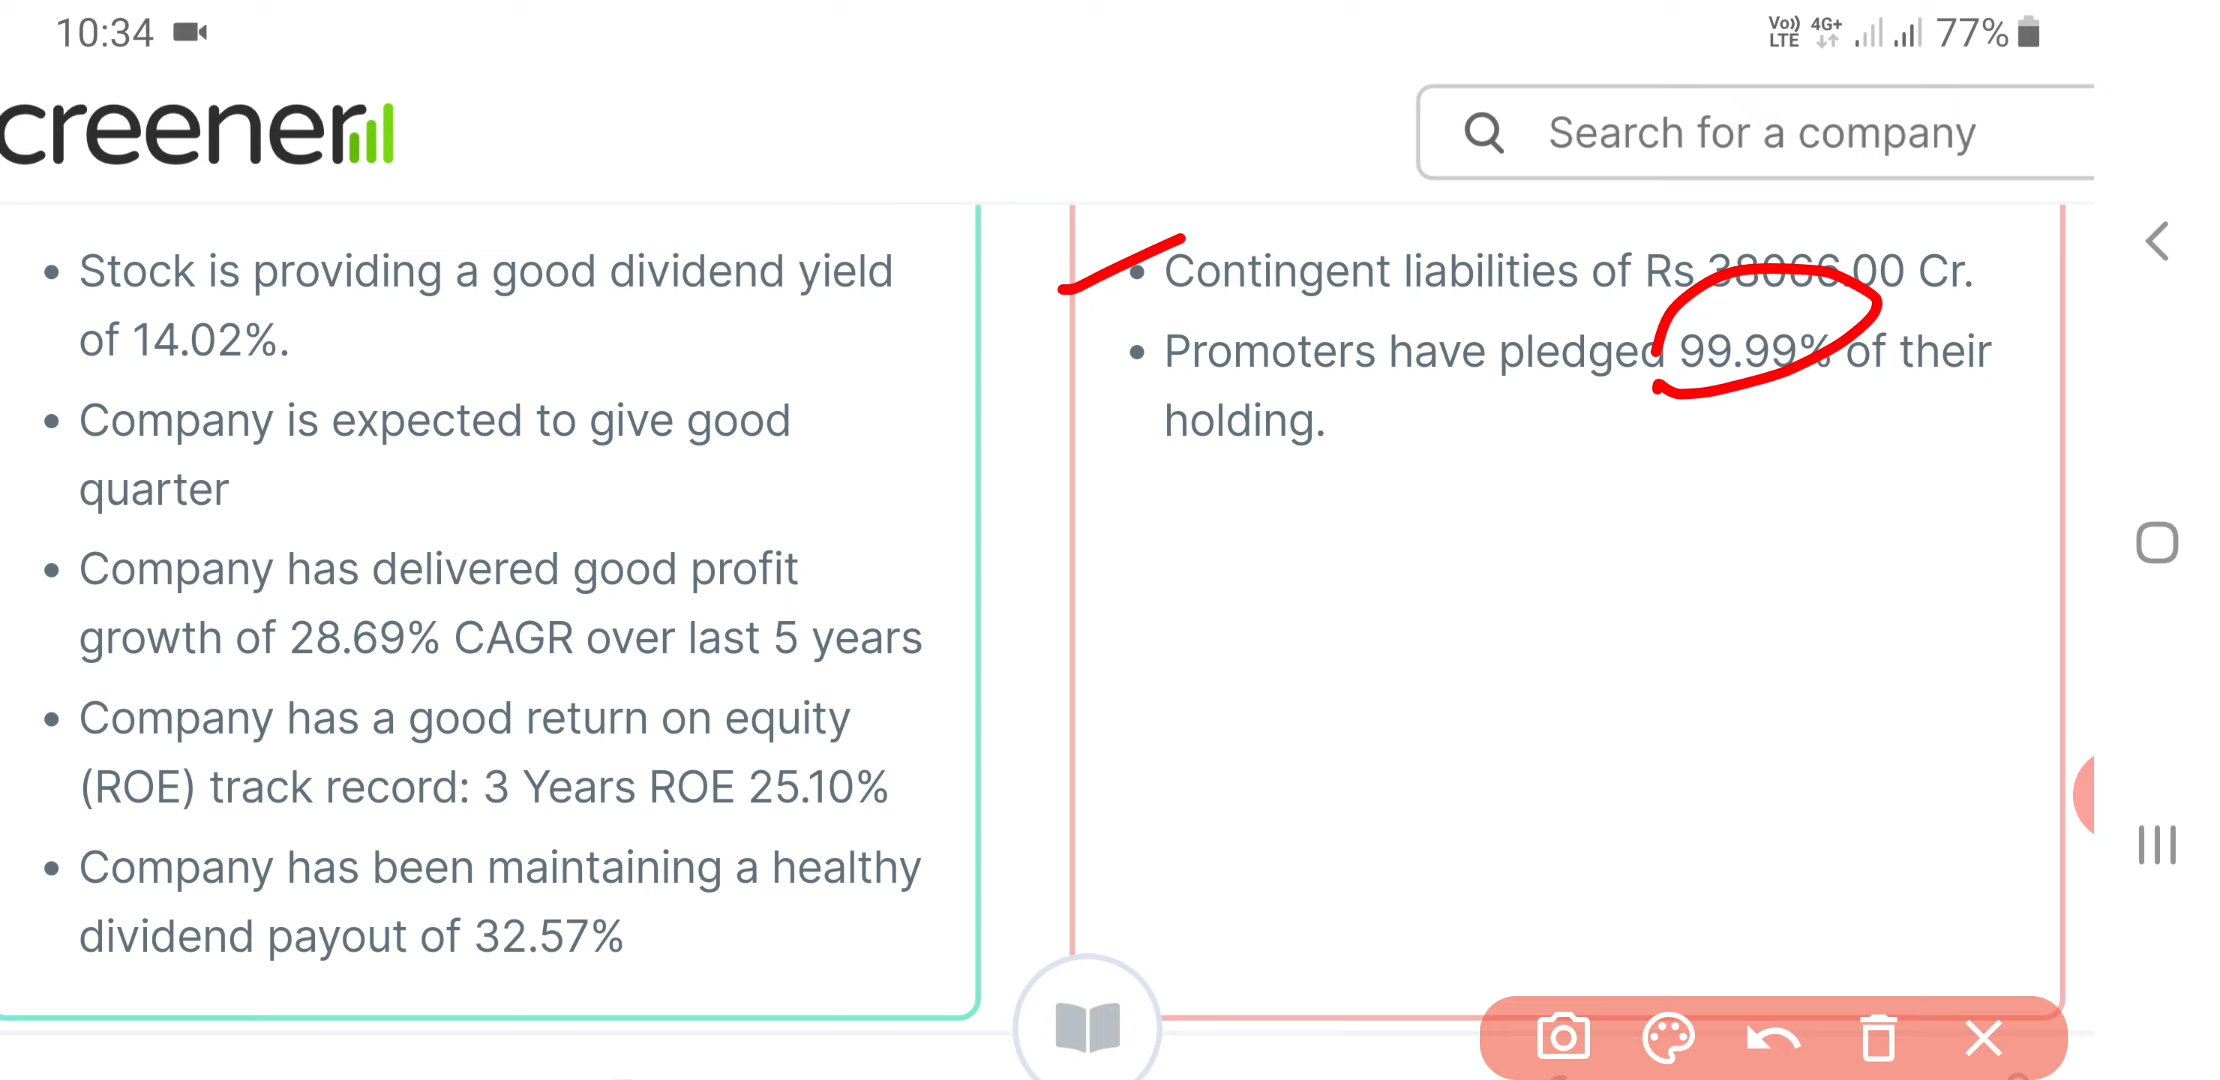 10:34
Vo)) LTE 4G+ 77%
creener
Search for a company
• Stock is providing a good dividend yield
of 14.02%.
• Company is expected to give good
quarter
• Company has delivered good profit
growth of 28.69% CAGR over last 5 years
• Company has a good return on equity
(ROE) track record: 3 Years ROE 25.10%
• Company has been maintaining a healthy
dividend payout of 32.57%
• Contingent liabilities of Rs Cr.
• Promoters have pledged 99.99% of their
holding.